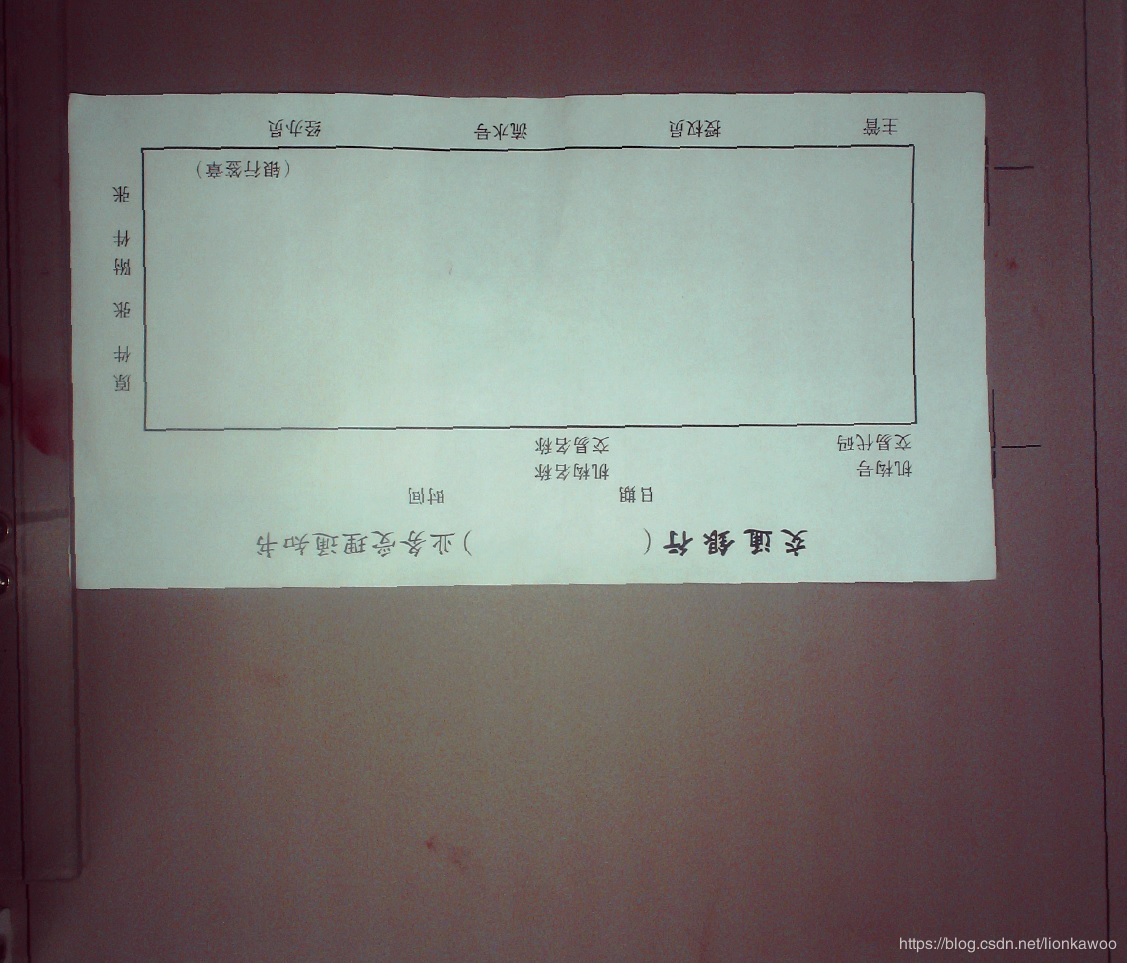 交通银行（ ）业务受理通知书
日期 时间
机构号 机构名称
交易代码 交易名称
原件 张 附件 张
（银行签章）
主管 授权员 流水号 经办员
https://blog.csdn.net/lionkawoo